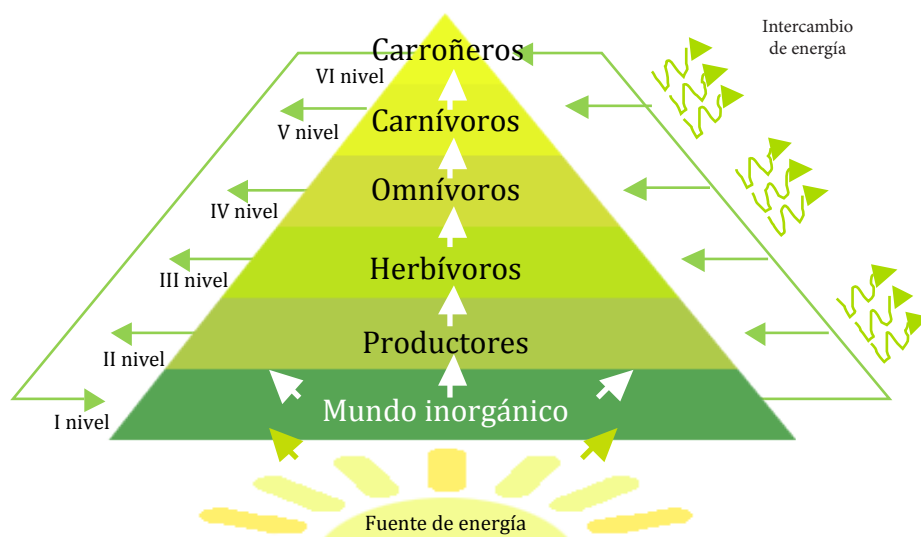 Intercambio
de energía
Carroñeros
VI nivel
Carnívoros
V nivel
Omnívoros
IV nivel
Herbívoros
III nivel
Productores
II nivel
Mundo inorgánico
I nivel
Fuente de energía